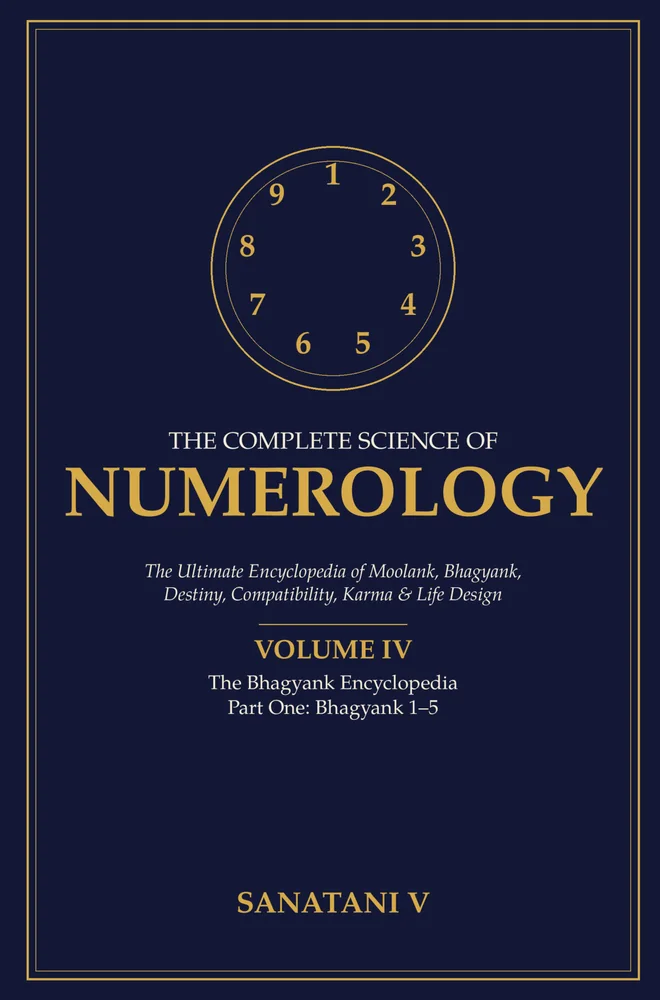 1
9 2
8 3
7 4
6 5
THE COMPLETE SCIENCE OF
NUMEROLOGY
The Ultimate Encyclopedia of Moolank, Bhagyank,
Destiny, Compatibility, Karma & Life Design
VOLUME IV
The Bhagyank Encyclopedia
Part One: Bhagyank 1–5
SANATANI V